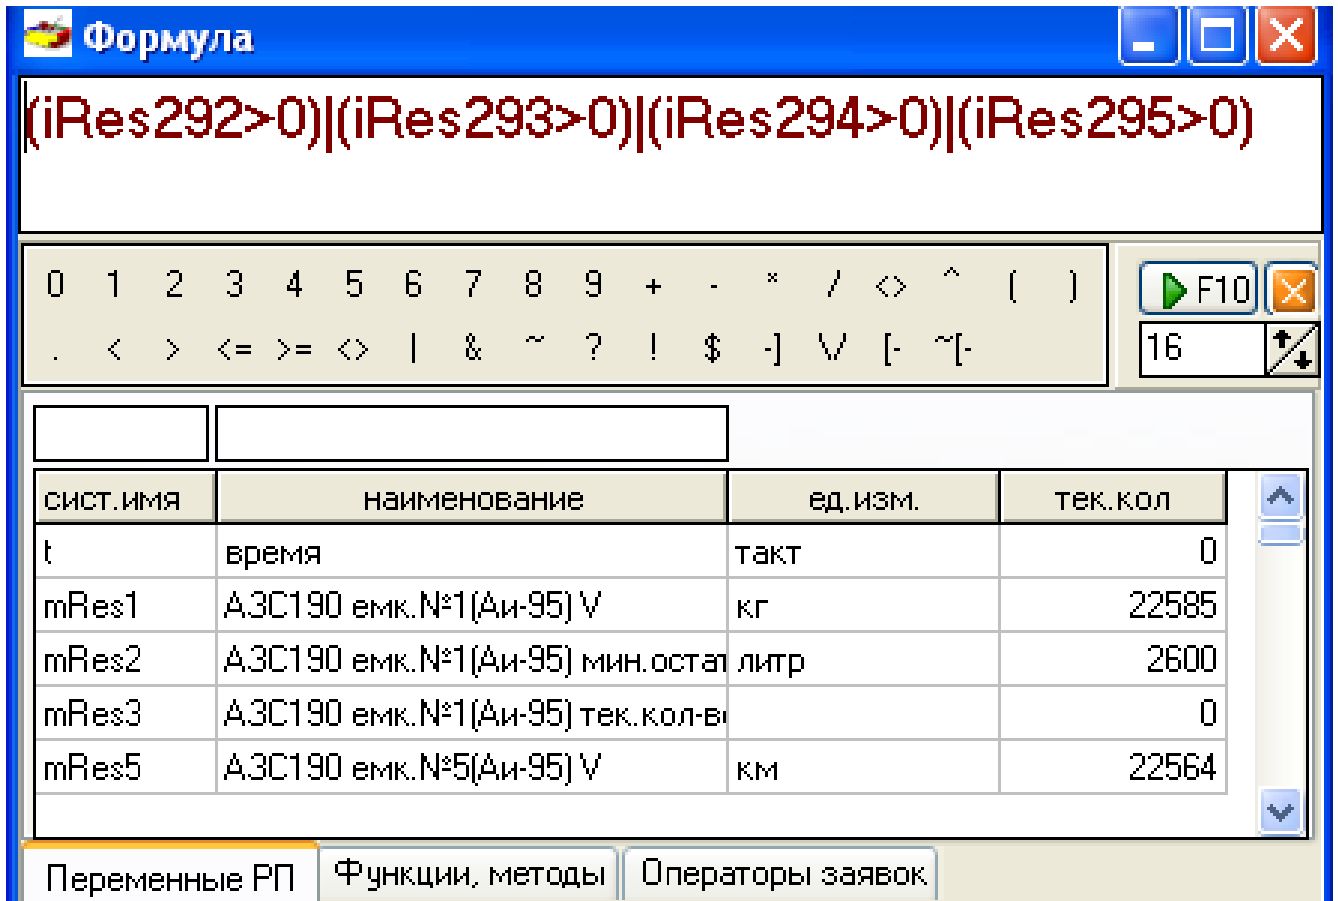 Формула
(iRes292>0)|(iRes293>0)|(iRes294>0)|(iRes295>0)
0 1 2 3 4 5 6 7 8 9 + - * / <> ^ ( )
. < > <= >= <> | & ~ ? ! $ -] \/ [- ~[-
F10
16
сист.имя наименование ед.изм. тек.кол
t время такт 0
mRes1 АЗС190 емк.№1(Аи-95) V кг 22585
mRes2 АЗС190 емк.№1(Аи-95) мин.остат литр 2600
mRes3 АЗС190 емк.№1(Аи-95) тек.кол-в 0
mRes5 АЗС190 емк.№5(Аи-95) V км 22564
Переменные РП Функции, методы Операторы заявок